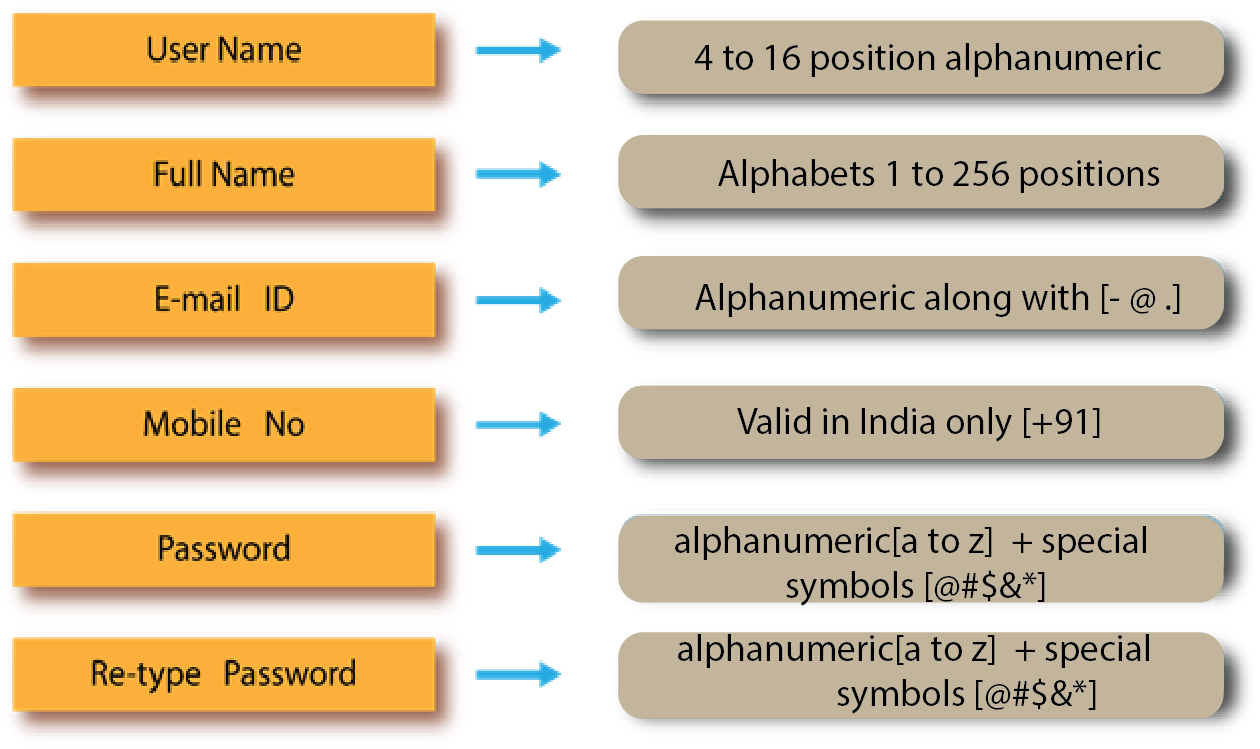 User Name
4 to 16 position alphanumeric
Full Name
Alphabets 1 to 256 positions
E-mail ID
Alphanumeric along with [- @ .]
Mobile No
Valid in India only [+91]
Password
alphanumeric[a to z] + special
symbols [@#$&*]
Re-type Password
alphanumeric[a to z] + special
symbols [@#$&*]